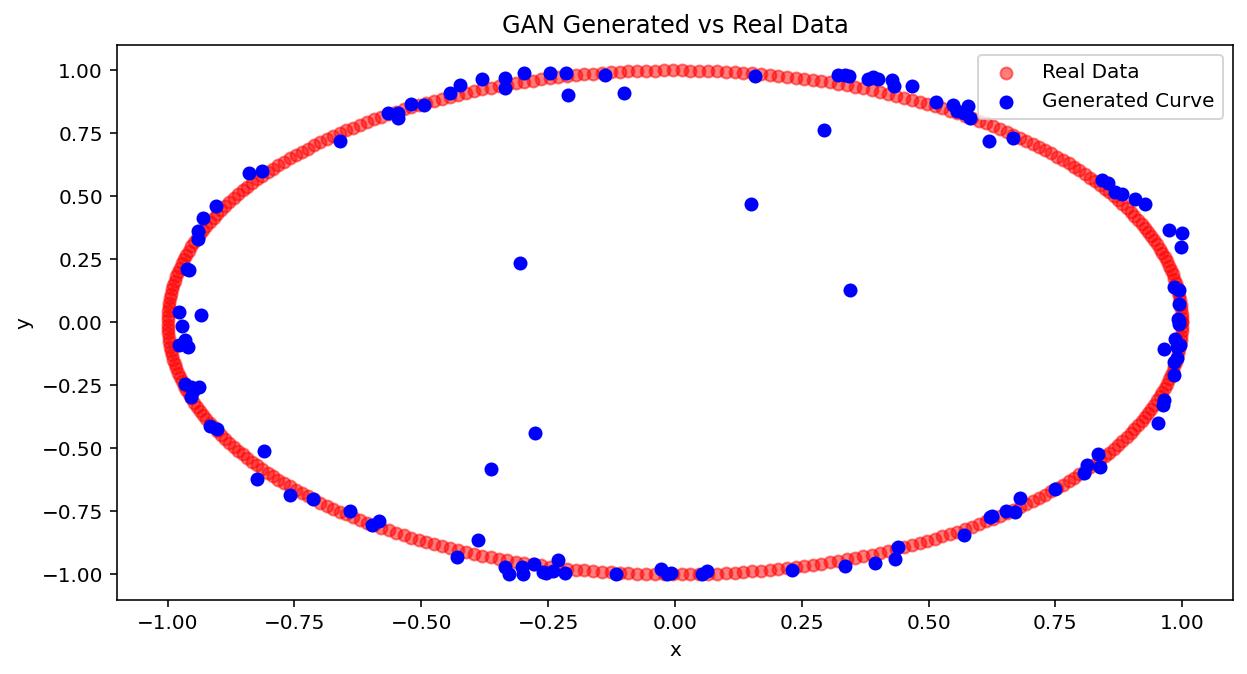 GAN Generated vs Real Data
1.00
0.75
0.50
0.25
0.00
−0.25
−0.50
−0.75
−1.00
y
Real Data
Generated Curve
−1.00 −0.75 −0.50 −0.25 0.00 0.25 0.50 0.75 1.00
x